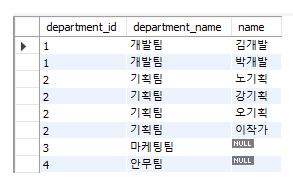 department_id department_name name
1 개발팀 김개발
1 개발팀 박개발
2 기획팀 노기획
2 기획팀 강기획
2 기획팀 오기획
2 기획팀 이작가
3 마케팅팀 NULL
4 안무팀 NULL